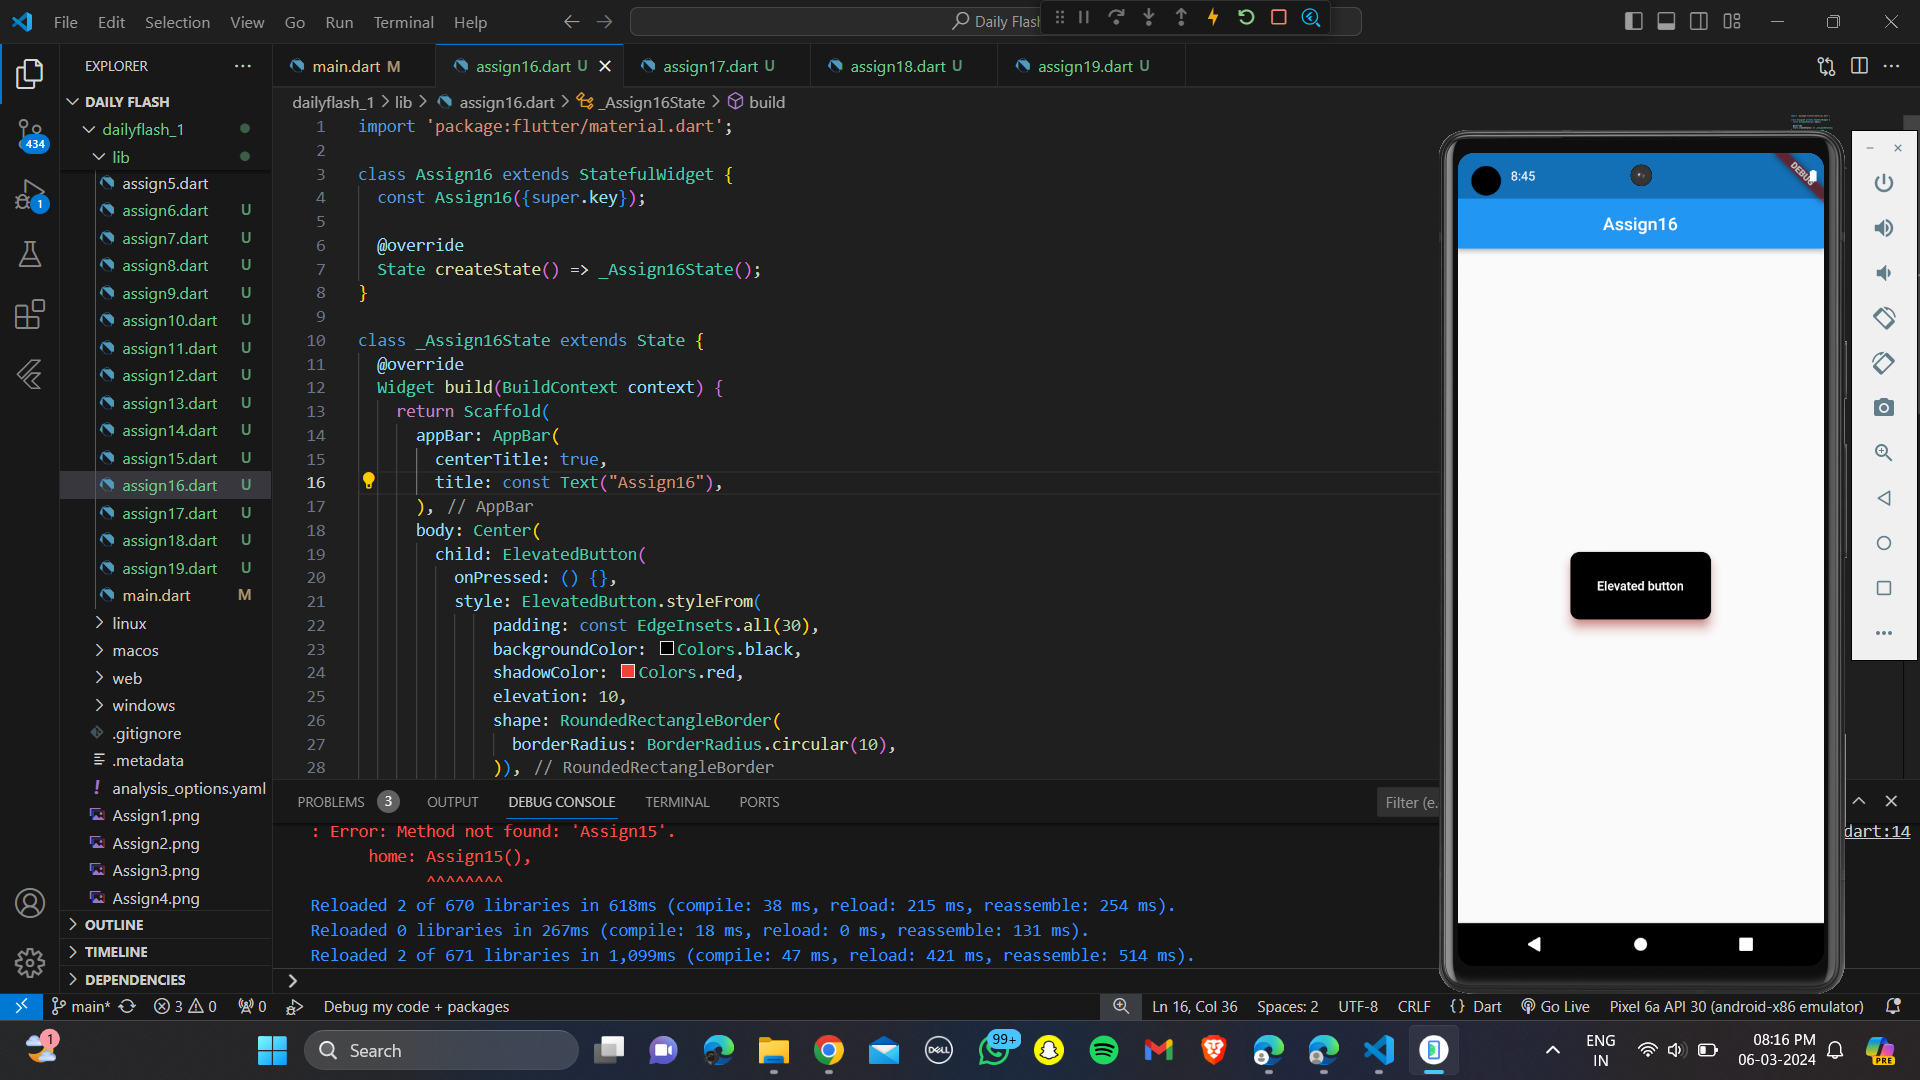 File Edit Selection View Go Run Terminal Help
Daily Flash
EXPLORER
DAILY FLASH
dailyflash_1
lib
assign5.dart
assign6.dart U
assign7.dart U
assign8.dart U
assign9.dart U
assign10.dart U
assign11.dart U
assign12.dart U
assign13.dart U
assign14.dart U
assign15.dart U
assign16.dart U
assign17.dart U
assign18.dart U
assign19.dart U
main.dart M
linux
macos
web
windows
.gitignore
.metadata
! analysis_options.yaml
Assign1.png
Assign2.png
Assign3.png
Assign4.png
OUTLINE
TIMELINE
DEPENDENCIES
434
1
main.dart M
assign16.dart U
assign17.dart U
assign18.dart U
assign19.dart U
dailyflash_1 > lib > assign16.dart > _Assign16State > build
1 import 'package:flutter/material.dart';
2
3 class Assign16 extends StatefulWidget {
4 const Assign16({super.key});
5
6 @override
7 State createState() => _Assign16State();
8 }
9
10 class _Assign16State extends State {
11 @override
12 Widget build(BuildContext context) {
13 return Scaffold(
14 appBar: AppBar(
15 centerTitle: true,
16 title: const Text("Assign16"),
17 ), // AppBar
18 body: Center(
19 child: ElevatedButton(
20 onPressed: () {},
21 style: ElevatedButton.styleFrom(
22 padding: const EdgeInsets.all(30),
23 backgroundColor: Colors.black,
24 shadowColor: Colors.red,
25 elevation: 10,
26 shape: RoundedRectangleBorder(
27 borderRadius: BorderRadius.circular(10),
28 )), // RoundedRectangleBorder
PROBLEMS 3 OUTPUT DEBUG CONSOLE TERMINAL PORTS
Filter (e.
: Error: Method not found: 'Assign15'.
dart:14
home: Assign15(),
^^^^^^^^
Reloaded 2 of 670 libraries in 618ms (compile: 38 ms, reload: 215 ms, reassemble: 254 ms).
Reloaded 0 libraries in 267ms (compile: 18 ms, reload: 0 ms, reassemble: 131 ms).
Reloaded 2 of 671 libraries in 1,099ms (compile: 47 ms, reload: 421 ms, reassemble: 514 ms).
8:45
DEBUG
Assign16
Elevated button
main* 3 0 0 Debug my code + packages
Ln 16, Col 36 Spaces: 2 UTF-8 CRLF {} Dart Go Live Pixel 6a API 30 (android-x86 emulator)
1
Search
DELL
99+
ENG
IN
08:16 PM
06-03-2024
PRE